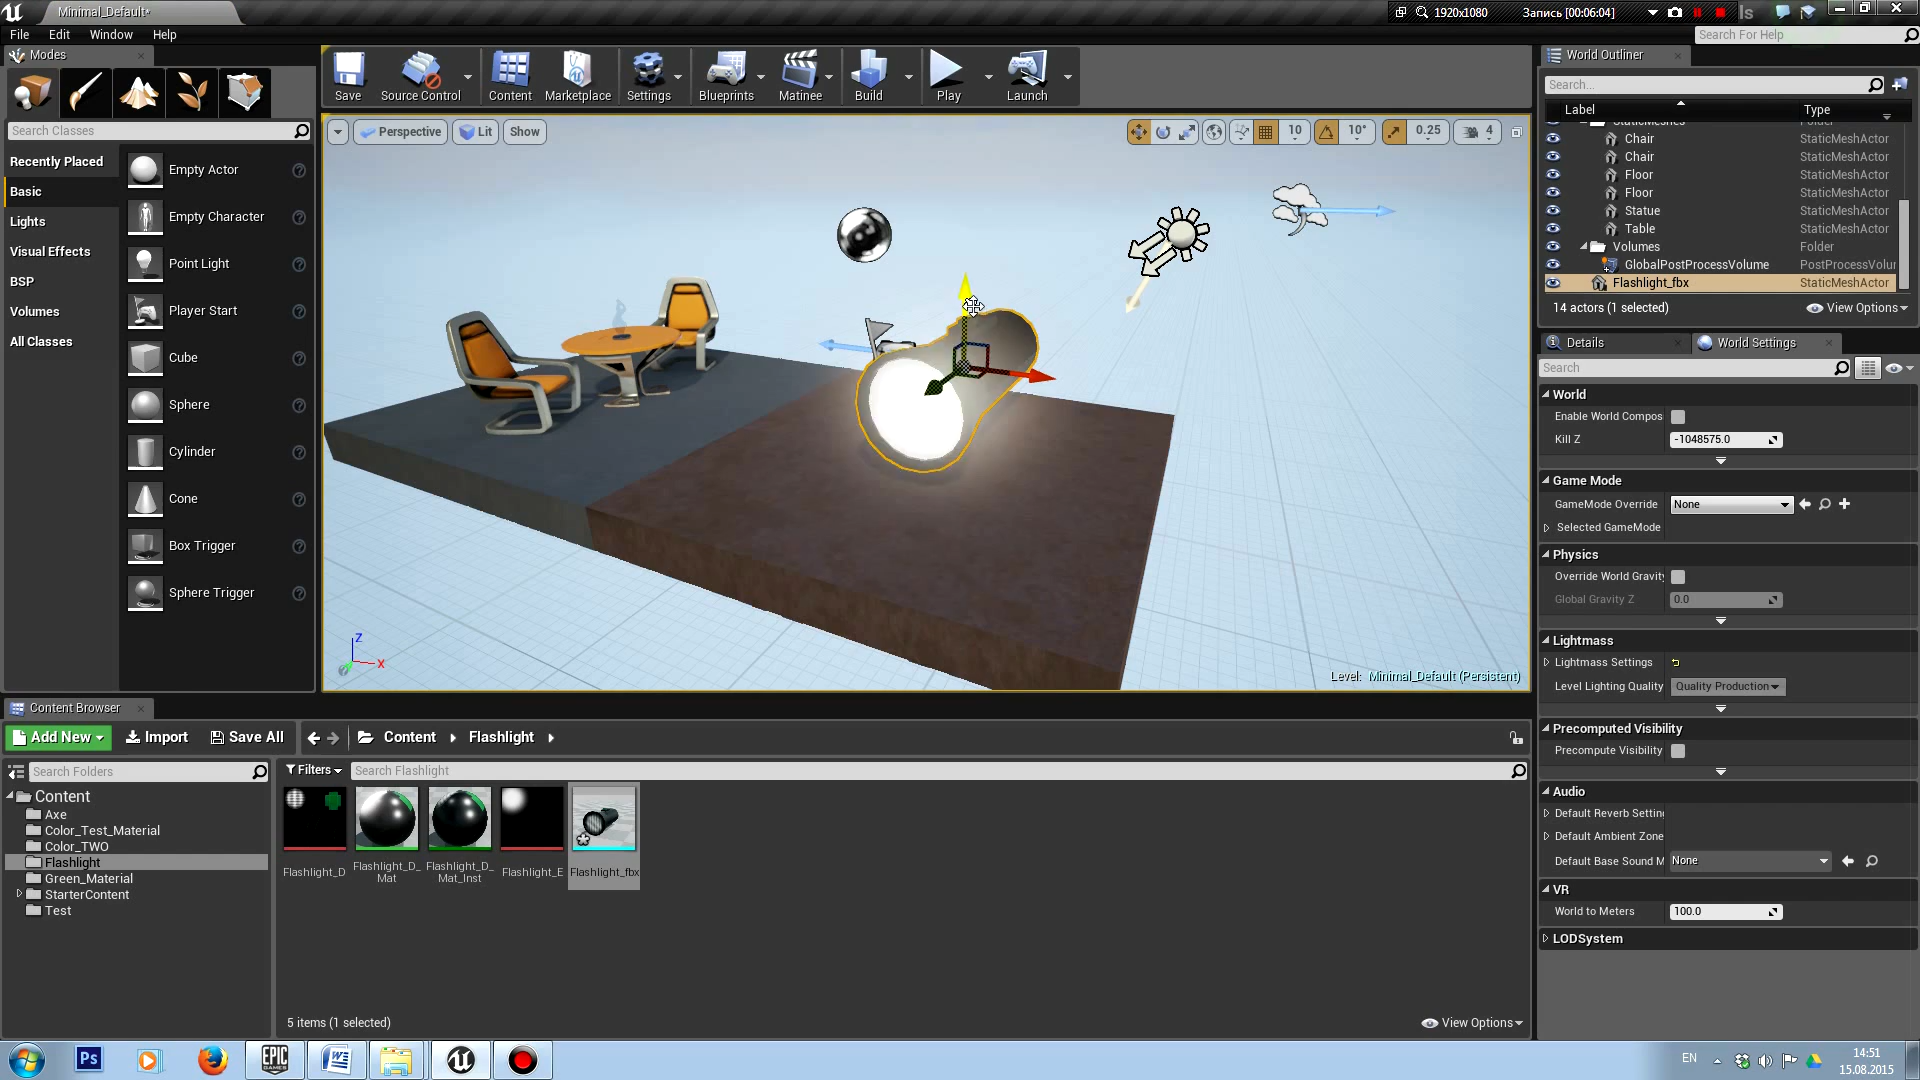 Minimal_Default*
1920x1080
Запись [00:06:04]
File Edit Window Help
Search For Help
Modes
Search Classes
Recently Placed
Basic
Lights
Visual Effects
BSP
Volumes
All Classes
Empty Actor
Empty Character
Point Light
Player Start
Cube
Sphere
Cylinder
Cone
Box Trigger
Sphere Trigger
Save
Source Control
Content
Marketplace
Settings
Blueprints
Matinee
Build
Play
Launch
Perspective
Lit
Show
10
10°
0.25
4
Z
X
Level: Minimal_Default (Persistent)
World Outliner
Search...
Label Type
StaticMeshes Folder
Chair StaticMeshActor
Chair StaticMeshActor
Floor StaticMeshActor
Floor StaticMeshActor
Statue StaticMeshActor
Table StaticMeshActor
Volumes Folder
GlobalPostProcessVolume PostProcessVolur
Flashlight_fbx StaticMeshActor
14 actors (1 selected)
View Options
Details
World Settings
Search
World
Enable World Compos
Kill Z -1048575.0
Game Mode
GameMode Override None
Selected GameMode
Physics
Override World Gravity
Global Gravity Z 0.0
Lightmass
Lightmass Settings
Level Lighting Quality Quality Production
Precomputed Visibility
Precompute Visibility
Audio
Default Reverb Setting
Default Ambient Zone
Default Base Sound M None
VR
World to Meters 100.0
LODSystem
Content Browser
Add New
Import
Save All
Content
Flashlight
Search Folders
Filters
Search Flashlight
Content
Axe
Color_Test_Material
Color_TWO
Flashlight
Green_Material
StarterContent
Test
Flashlight_D
Flashlight_D_
Mat
Flashlight_D_
Mat_Inst
Flashlight_E
Flashlight_fbx
5 items (1 selected)
View Options
Ps
EPIC
GAMES
EN
14:51
15.08.2015